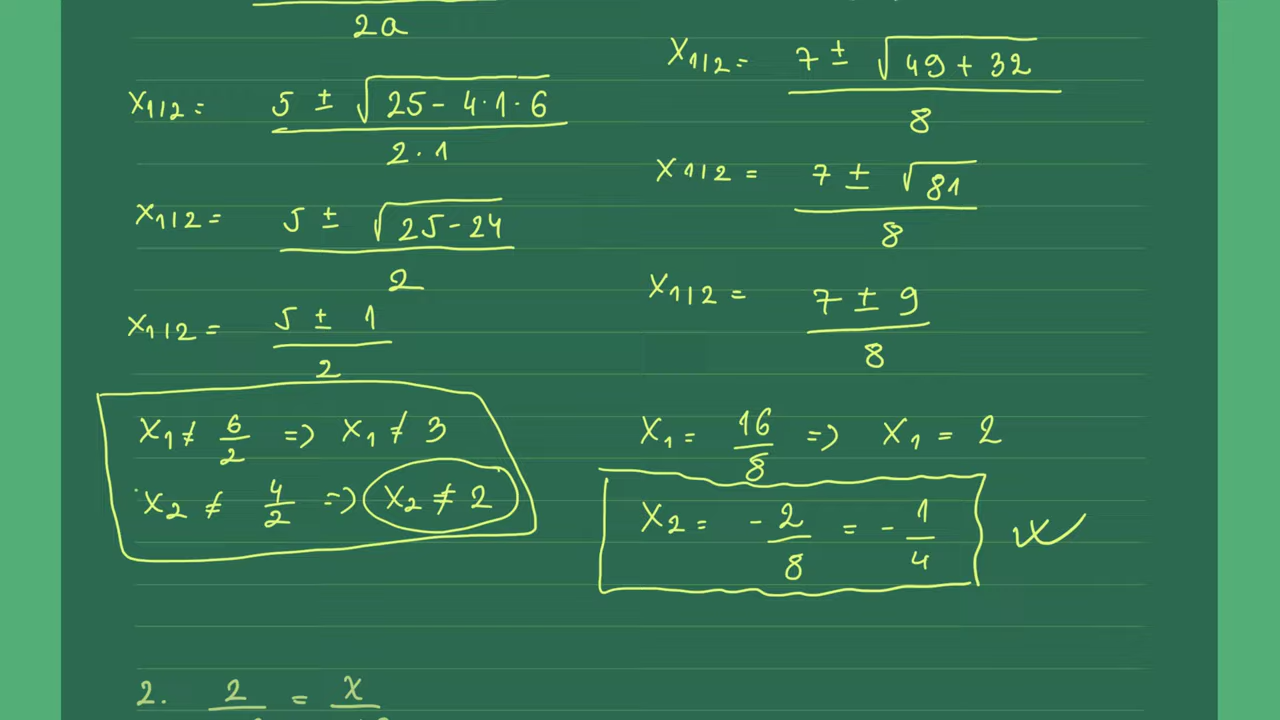 2a
x₁|₂ = (5 ± √(25 - 4·1·6)) / (2·1)
x₁|₂ = (5 ± √(25-24)) / 2
x₁|₂ = (5 ± 1) / 2
x₁ ≠ 6/2 => x₁ ≠ 3
x₂ ≠ 4/2 => x₂ ≠ 2
x₁|₂ = (7 ± √(49 + 32)) / 8
x₁|₂ = (7 ± √81) / 8
x₁|₂ = (7 ± 9) / 8
x₁ = 16/8 => x₁ = 2
x₂ = - 2/8 = - 1/4
2. 2 = x